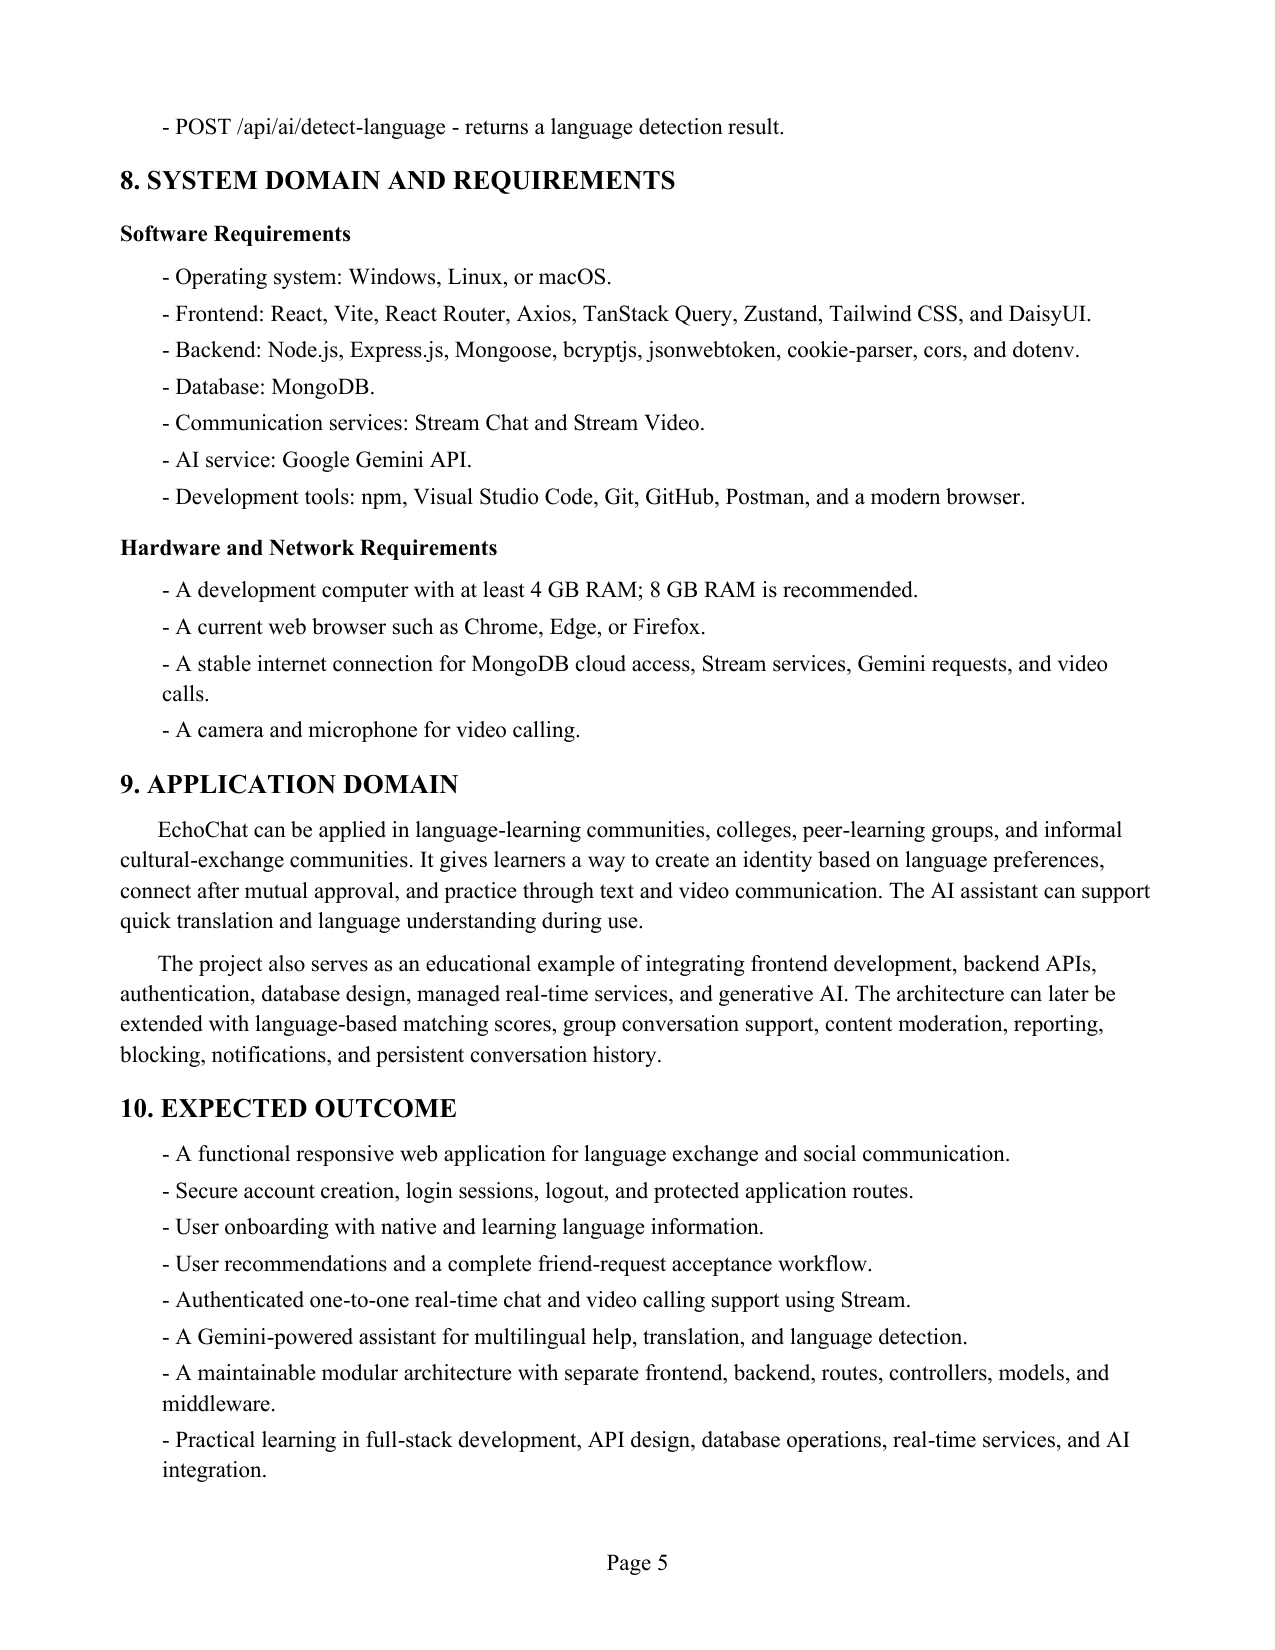 - POST /api/ai/detect-language - returns a language detection result.
8. SYSTEM DOMAIN AND REQUIREMENTS
Software Requirements
- Operating system: Windows, Linux, or macOS.
- Frontend: React, Vite, React Router, Axios, TanStack Query, Zustand, Tailwind CSS, and DaisyUI.
- Backend: Node.js, Express.js, Mongoose, bcryptjs, jsonwebtoken, cookie-parser, cors, and dotenv.
- Database: MongoDB.
- Communication services: Stream Chat and Stream Video.
- AI service: Google Gemini API.
- Development tools: npm, Visual Studio Code, Git, GitHub, Postman, and a modern browser.
Hardware and Network Requirements
- A development computer with at least 4 GB RAM; 8 GB RAM is recommended.
- A current web browser such as Chrome, Edge, or Firefox.
- A stable internet connection for MongoDB cloud access, Stream services, Gemini requests, and video
calls.
- A camera and microphone for video calling.
9. APPLICATION DOMAIN
EchoChat can be applied in language-learning communities, colleges, peer-learning groups, and informal
cultural-exchange communities. It gives learners a way to create an identity based on language preferences,
connect after mutual approval, and practice through text and video communication. The AI assistant can support
quick translation and language understanding during use.
The project also serves as an educational example of integrating frontend development, backend APIs,
authentication, database design, managed real-time services, and generative AI. The architecture can later be
extended with language-based matching scores, group conversation support, content moderation, reporting,
blocking, notifications, and persistent conversation history.
10. EXPECTED OUTCOME
- A functional responsive web application for language exchange and social communication.
- Secure account creation, login sessions, logout, and protected application routes.
- User onboarding with native and learning language information.
- User recommendations and a complete friend-request acceptance workflow.
- Authenticated one-to-one real-time chat and video calling support using Stream.
- A Gemini-powered assistant for multilingual help, translation, and language detection.
- A maintainable modular architecture with separate frontend, backend, routes, controllers, models, and
middleware.
- Practical learning in full-stack development, API design, database operations, real-time services, and AI
integration.
Page 5